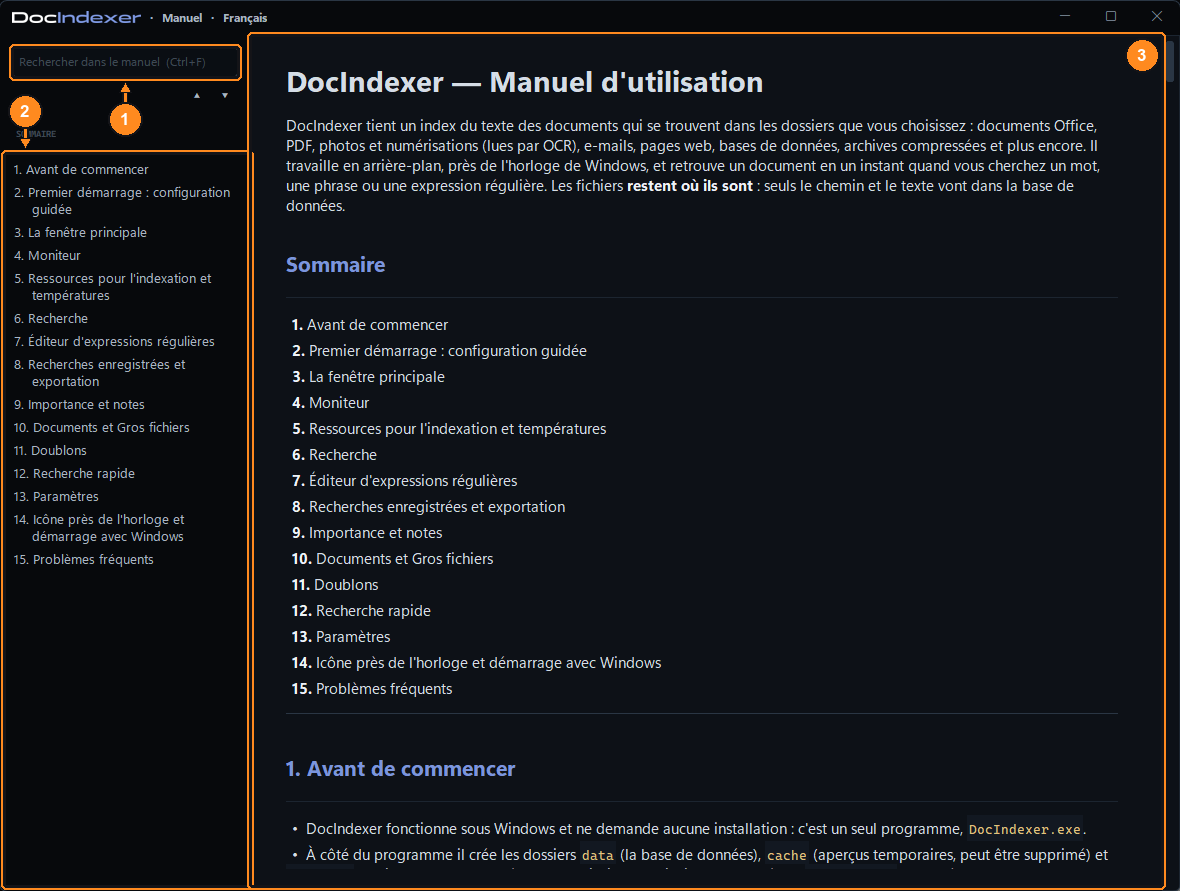 DocIndexer · Manuel · Français
Rechercher dans le manuel (Ctrl+F)
1
2
3
1. Avant de commencer
2. Premier démarrage : configuration
guidée
3. La fenêtre principale
4. Moniteur
5. Ressources pour l'indexation et
températures
6. Recherche
7. Éditeur d'expressions régulières
8. Recherches enregistrées et
exportation
9. Importance et notes
10. Documents et Gros fichiers
11. Doublons
12. Recherche rapide
13. Paramètres
14. Icône près de l'horloge et
démarrage avec Windows
15. Problèmes fréquents
DocIndexer — Manuel d'utilisation
DocIndexer tient un index du texte des documents qui se trouvent dans les dossiers que vous choisissez : documents Office,
PDF, photos et numérisations (lues par OCR), e-mails, pages web, bases de données, archives compressées et plus encore. Il
travaille en arrière-plan, près de l'horloge de Windows, et retrouve un document en un instant quand vous cherchez un mot,
une phrase ou une expression régulière. Les fichiers restent où ils sont : seuls le chemin et le texte vont dans la base de
données.
Sommaire
1. Avant de commencer
2. Premier démarrage : configuration guidée
3. La fenêtre principale
4. Moniteur
5. Ressources pour l'indexation et températures
6. Recherche
7. Éditeur d'expressions régulières
8. Recherches enregistrées et exportation
9. Importance et notes
10. Documents et Gros fichiers
11. Doublons
12. Recherche rapide
13. Paramètres
14. Icône près de l'horloge et démarrage avec Windows
15. Problèmes fréquents
1. Avant de commencer
• DocIndexer fonctionne sous Windows et ne demande aucune installation : c'est un seul programme, DocIndexer.exe.
• À côté du programme il crée les dossiers data (la base de données), cache (aperçus temporaires, peut être supprimé) et